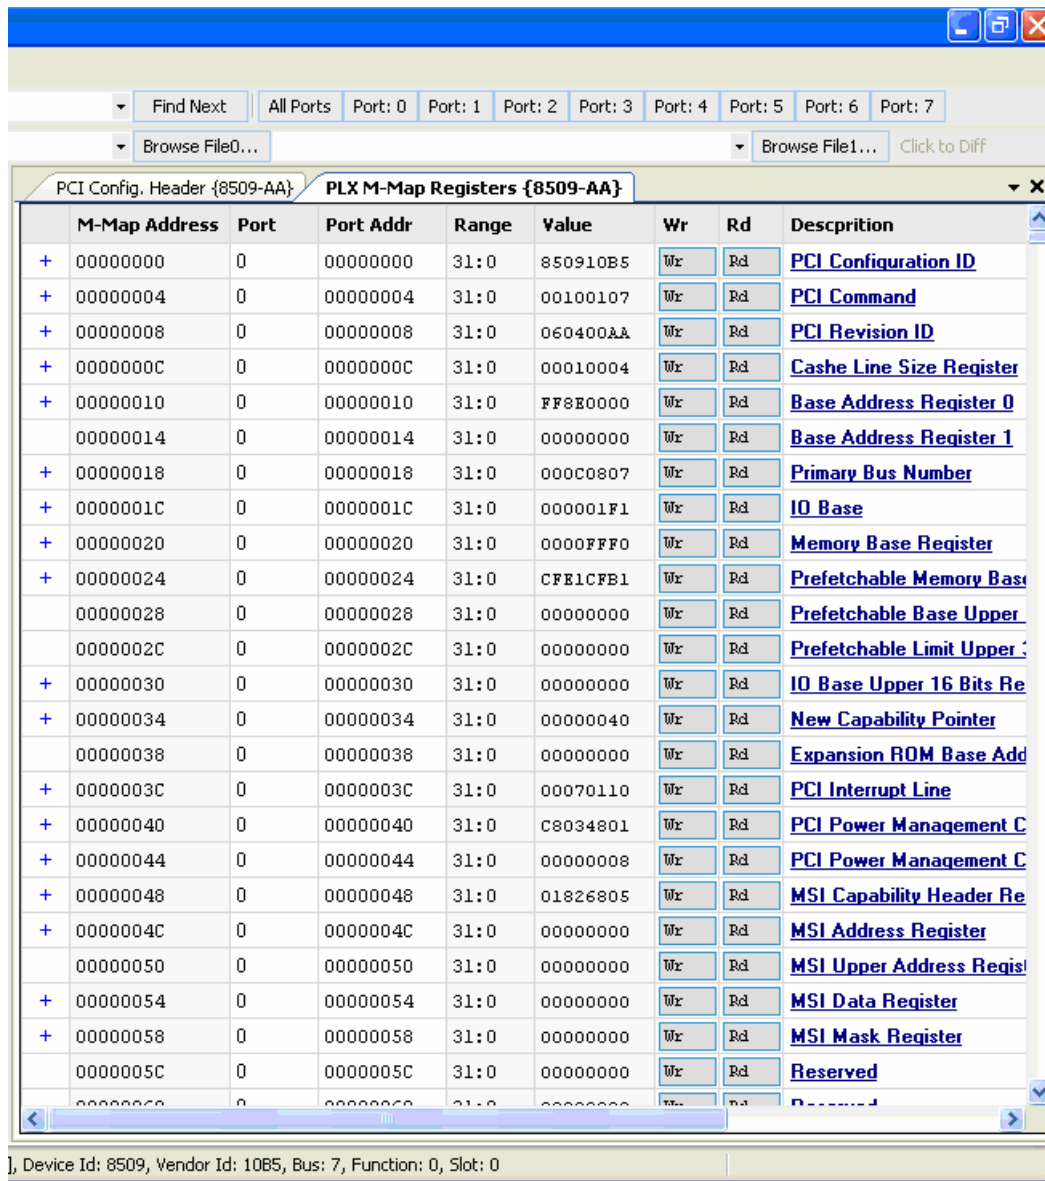 Find Next All Ports Port: 0 Port: 1 Port: 2 Port: 3 Port: 4 Port: 5 Port: 6 Port: 7
Browse File0... Browse File1... Click to Diff
PCI Config. Header {8509-AA} PLX M-Map Registers {8509-AA}
M-Map Address Port Port Addr Range Value Wr Rd Descprition
+ 00000000 0 00000000 31:0 850910B5 Wr Rd PCI Configuration ID
+ 00000004 0 00000004 31:0 00100107 Wr Rd PCI Command
+ 00000008 0 00000008 31:0 060400AA Wr Rd PCI Revision ID
+ 0000000C 0 0000000C 31:0 00010004 Wr Rd Cashe Line Size Register
+ 00000010 0 00000010 31:0 FF8E0000 Wr Rd Base Address Register 0
00000014 0 00000014 31:0 00000000 Wr Rd Base Address Register 1
+ 00000018 0 00000018 31:0 000C0807 Wr Rd Primary Bus Number
+ 0000001C 0 0000001C 31:0 000001F1 Wr Rd IO Base
+ 00000020 0 00000020 31:0 0000FFF0 Wr Rd Memory Base Register
+ 00000024 0 00000024 31:0 CFE1CFB1 Wr Rd Prefetchable Memory Base
00000028 0 00000028 31:0 00000000 Wr Rd Prefetchable Base Upper
0000002C 0 0000002C 31:0 00000000 Wr Rd Prefetchable Limit Upper
+ 00000030 0 00000030 31:0 00000000 Wr Rd IO Base Upper 16 Bits Re
+ 00000034 0 00000034 31:0 00000040 Wr Rd New Capability Pointer
00000038 0 00000038 31:0 00000000 Wr Rd Expansion ROM Base Add
+ 0000003C 0 0000003C 31:0 00070110 Wr Rd PCI Interrupt Line
+ 00000040 0 00000040 31:0 C8034801 Wr Rd PCI Power Management C
+ 00000044 0 00000044 31:0 00000008 Wr Rd PCI Power Management C
+ 00000048 0 00000048 31:0 01826805 Wr Rd MSI Capability Header Re
+ 0000004C 0 0000004C 31:0 00000000 Wr Rd MSI Address Register
00000050 0 00000050 31:0 00000000 Wr Rd MSI Upper Address Regist
+ 00000054 0 00000054 31:0 00000000 Wr Rd MSI Data Register
+ 00000058 0 00000058 31:0 00000000 Wr Rd MSI Mask Register
0000005C 0 0000005C 31:0 00000000 Wr Rd Reserved
], Device Id: 8509, Vendor Id: 10B5, Bus: 7, Function: 0, Slot: 0